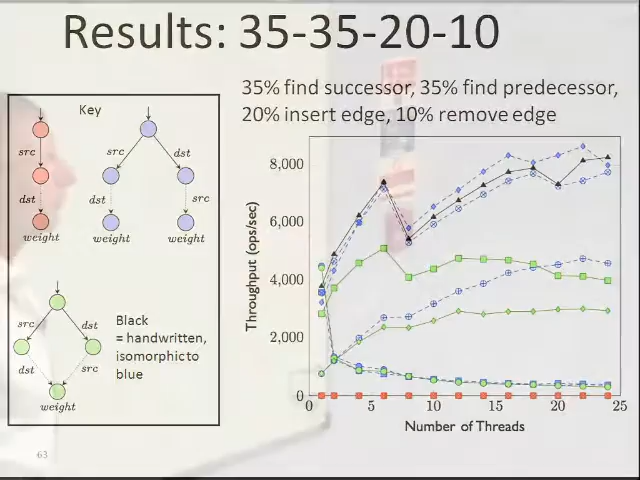 Results: 35-35-20-10
35% find successor, 35% find predecessor,
20% insert edge, 10% remove edge
Key
src
dst
weight
src
dst
dst
src
weight
weight
src
dst
dst
src
weight
Black
= handwritten,
isomorphic to
blue
Throughput (ops/sec)
8,000
6,000
4,000
2,000
0
0
5
10
15
20
25
Number of Threads
63